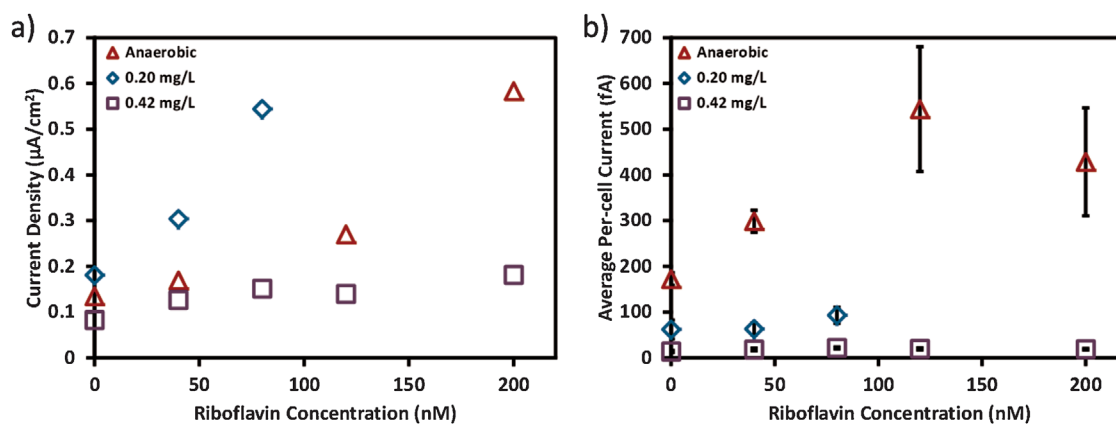 a)
0.7
0.6
0.5
0.4
0.3
0.2
0.1
0
Current Density (µA/cm²)
Anaerobic
0.20 mg/L
0.42 mg/L
0 50 100 150 200
Riboflavin Concentration (nM)
b)
700
600
500
400
300
200
100
0
Average Per-cell Current (fA)
Anaerobic
0.20 mg/L
0.42 mg/L
0 50 100 150 200
Riboflavin Concentration (nM)